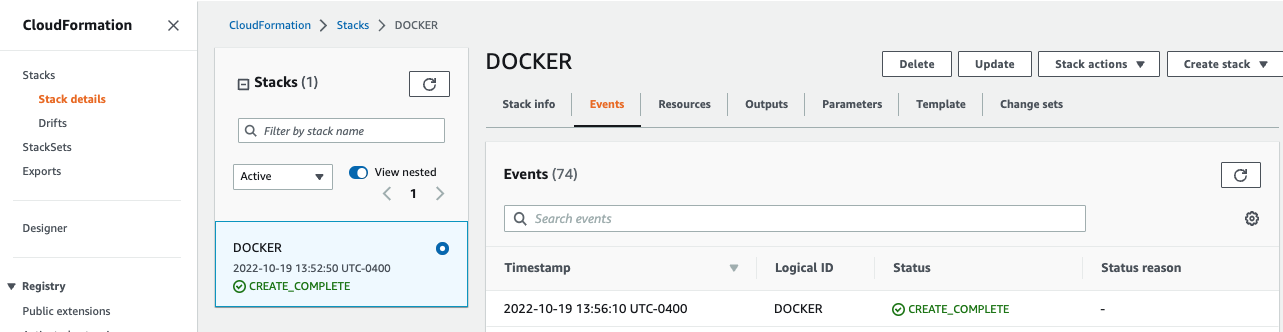 CloudFormation
Stacks
Stack details
Drifts
StackSets
Exports
Designer
Registry
Public extensions
CloudFormation > Stacks > DOCKER
Stacks (1)
Filter by stack name
Active
View nested
1
DOCKER
2022-10-19 13:52:50 UTC-0400
CREATE_COMPLETE
DOCKER
Delete Update Stack actions Create stack
Stack info Events Resources Outputs Parameters Template Change sets
Events (74)
Search events
Timestamp Logical ID Status Status reason
2022-10-19 13:56:10 UTC-0400 DOCKER CREATE_COMPLETE -